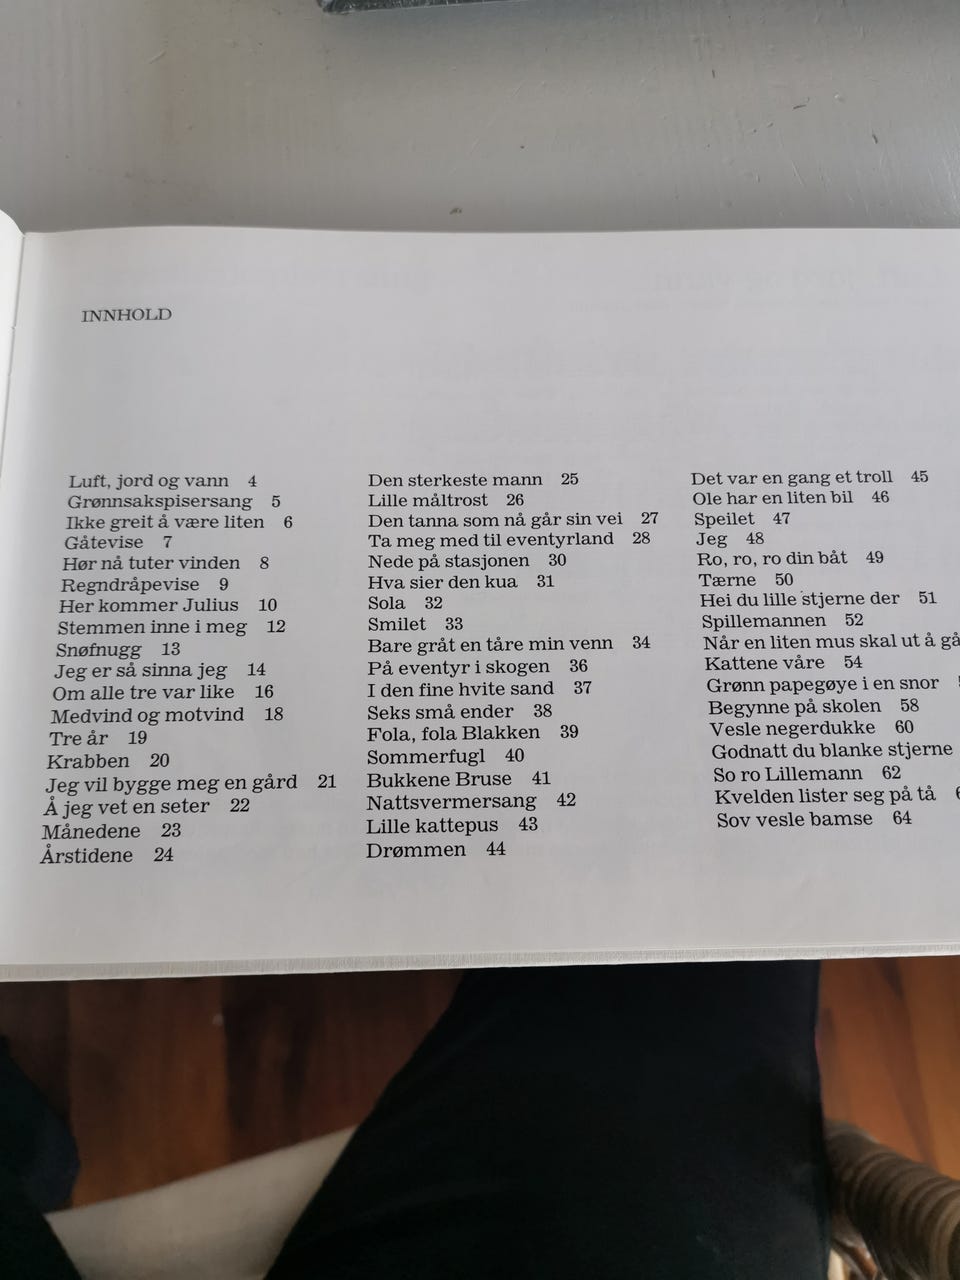 INNHOLD
Luft, jord og vann 4
Grønnsakspisersang 5
Ikke greit å være liten 6
Gåtevise 7
Hør nå tuter vinden 8
Regndråpevise 9
Her kommer Julius 10
Stemmen inne i meg 12
Snøfnugg 13
Jeg er så sinna jeg 14
Om alle tre var like 16
Medvind og motvind 18
Tre år 19
Krabben 20
Jeg vil bygge meg en gård 21
Å jeg vet en seter 22
Månedene 23
Årstidene 24
Den sterkeste mann 25
Lille måltrost 26
Den tanna som nå går sin vei 27
Ta meg med til eventyrland 28
Nede på stasjonen 30
Hva sier den kua 31
Sola 32
Smilet 33
Bare gråt en tåre min venn 34
På eventyr i skogen 36
I den fine hvite sand 37
Seks små ender 38
Fola, fola Blakken 39
Sommerfugl 40
Bukkene Bruse 41
Nattsvermersang 42
Lille kattepus 43
Drømmen 44
Det var en gang et troll 45
Ole har en liten bil 46
Speilet 47
Jeg 48
Ro, ro, ro din båt 49
Tærne 50
Hei du lille stjerne der 51
Spillemannen 52
Når en liten mus skal ut å gå
Kattene våre 54
Grønn papegøye i en snor
Begynne på skolen 58
Vesle negerdukke 60
Godnatt du blanke stjerne
So ro Lillemann 62
Kvelden lister seg på tå
Sov vesle bamse 64